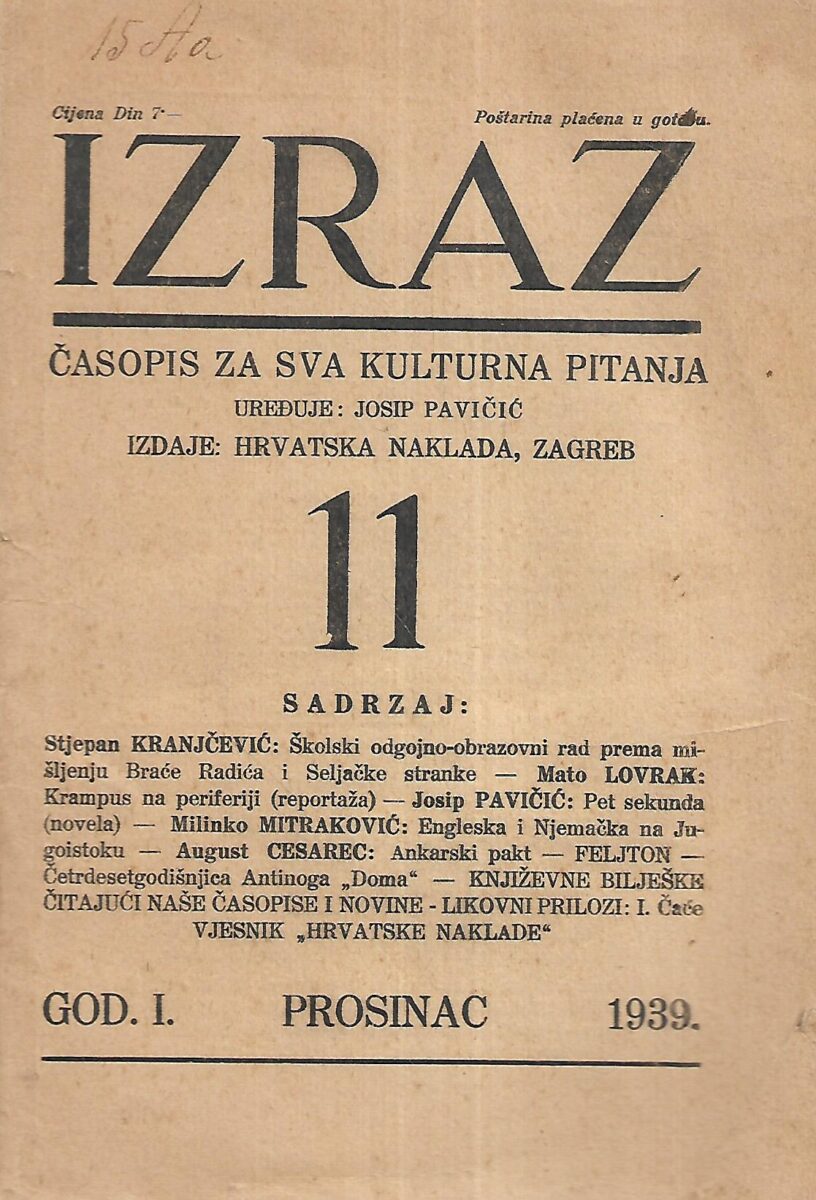 15 Aa
Cijena Din 7·—
Poštarina plaćena u gotovu.
IZRAZ
ČASOPIS ZA SVA KULTURNA PITANJA
UREĐUJE: JOSIP PAVIČIĆ
IZDAJE: HRVATSKA NAKLADA, ZAGREB
11
SADRZAJ:
Stjepan KRANJČEVIĆ: Školski odgojno-obrazovni rad prema mi-
šljenju Braće Radića i Seljačke stranke — Mato LOVRAK:
Krampus na periferiji (reportaža) — Josip PAVIČIĆ: Pet sekunda
(novela) — Milinko MITRAKOVIĆ: Engleska i Njemačka na Ju-
goistoku — August CESAREC: Ankarski pakt — FELJTON —
Četrdesetgodišnjica Antinoga „Doma“ — KNJIŽEVNE BILJEŠKE
ČITAJUĆI NAŠE ČASOPISE I NOVINE - LIKOVNI PRILOZI: I. Čaće
VJESNIK „HRVATSKE NAKLADE“
GOD. I. PROSINAC 1939.